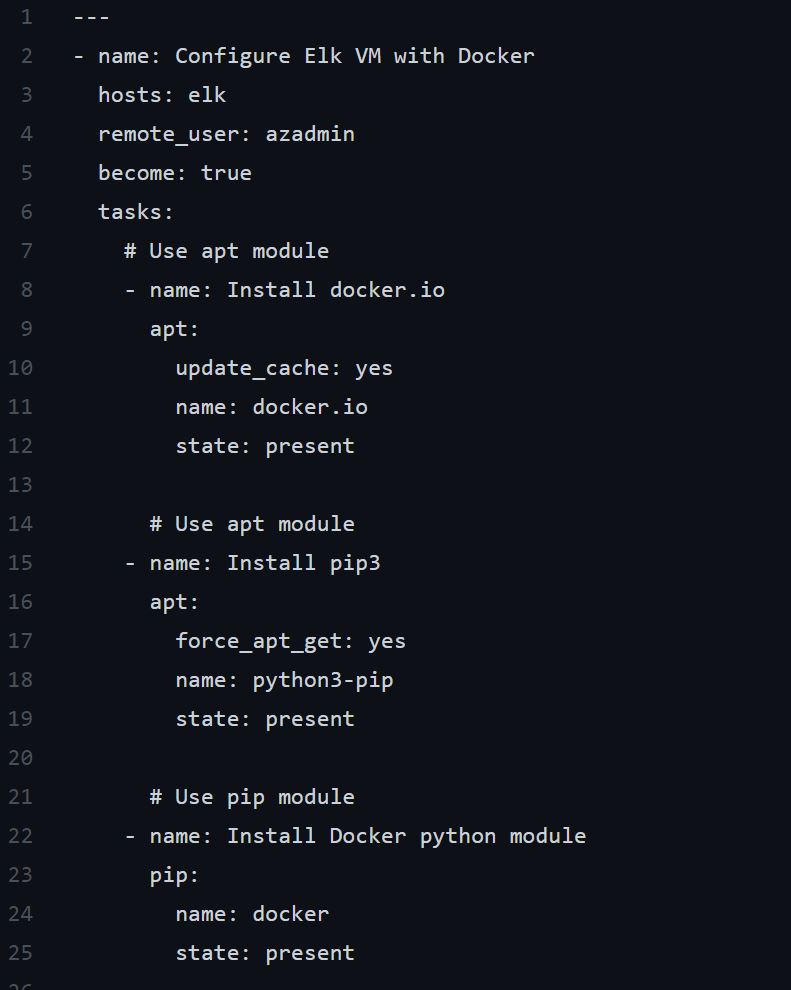 1 ---
2 - name: Configure Elk VM with Docker
3   hosts: elk
4   remote_user: azadmin
5   become: true
6   tasks:
7     # Use apt module
8     - name: Install docker.io
9       apt:
10         update_cache: yes
11         name: docker.io
12         state: present
13
14       # Use apt module
15     - name: Install pip3
16       apt:
17         force_apt_get: yes
18         name: python3-pip
19         state: present
20
21       # Use pip module
22     - name: Install Docker python module
23       pip:
24         name: docker
25         state: present